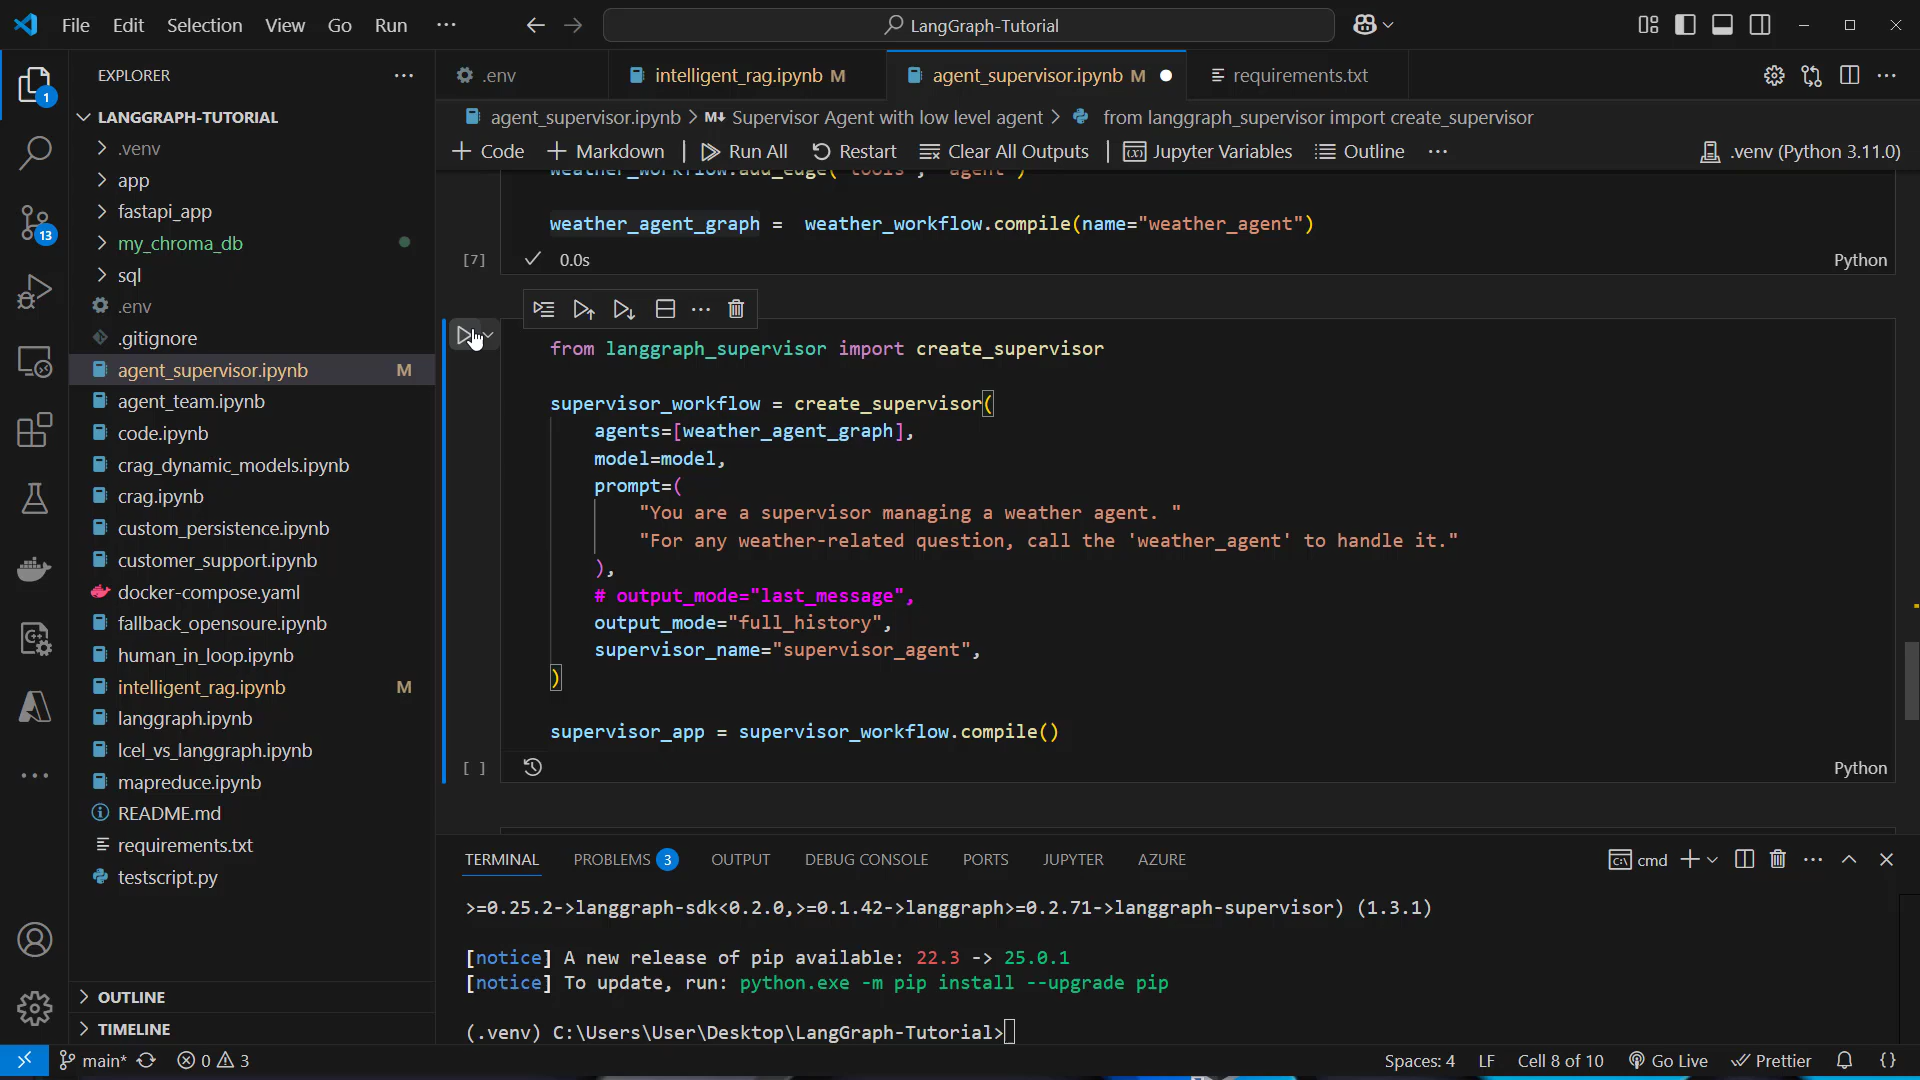 File Edit Selection View Go Run
LangGraph-Tutorial
EXPLORER
LANGGRAPH-TUTORIAL
.venv
app
fastapi_app
my_chroma_db
sql
.env
.gitignore
agent_supervisor.ipynb M
agent_team.ipynb
code.ipynb
crag_dynamic_models.ipynb
crag.ipynb
custom_persistence.ipynb
customer_support.ipynb
docker-compose.yaml
fallback_opensoure.ipynb
human_in_loop.ipynb
intelligent_rag.ipynb M
langgraph.ipynb
lcel_vs_langgraph.ipynb
mapreduce.ipynb
README.md
requirements.txt
testscript.py
OUTLINE
TIMELINE
1
13
.env intelligent_rag.ipynb M agent_supervisor.ipynb M requirements.txt
agent_supervisor.ipynb > M↓ Supervisor Agent with low level agent > from langgraph_supervisor import create_supervisor
+ Code + Markdown Run All Restart Clear All Outputs Jupyter Variables Outline ... .venv (Python 3.11.0)
weather_workflow.add_edge("tools", "agent")
weather_agent_graph =  weather_workflow.compile(name="weather_agent")
[7] 0.0s Python
from langgraph_supervisor import create_supervisor
supervisor_workflow = create_supervisor(
agents=[weather_agent_graph],
model=model,
prompt=(
"You are a supervisor managing a weather agent. "
"For any weather-related question, call the 'weather_agent' to handle it."
),
# output_mode="last_message",
output_mode="full_history",
supervisor_name="supervisor_agent",
)
supervisor_app = supervisor_workflow.compile()
[ ] Python
TERMINAL PROBLEMS 3 OUTPUT DEBUG CONSOLE PORTS JUPYTER AZURE cmd
>=0.25.2->langgraph-sdk<0.2.0,>=0.1.42->langgraph>=0.2.71->langgraph-supervisor) (1.3.1)
[notice] A new release of pip available: 22.3 -> 25.0.1
[notice] To update, run: python.exe -m pip install --upgrade pip
(.venv) C:\Users\User\Desktop\LangGraph-Tutorial>
main* 0 3 Spaces: 4 LF Cell 8 of 10 Go Live Prettier {}